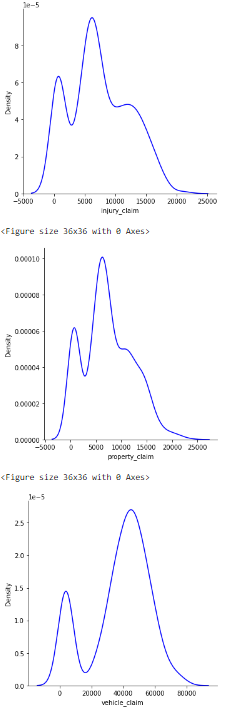 1e−5
8
6
4
2
0
Density
−5000 0 5000 10000 15000 20000 25000
injury_claim
<Figure size 36x36 with 0 Axes>
0.00010
0.00008
0.00006
0.00004
0.00002
0.00000
Density
−5000 0 5000 10000 15000 20000 25000
property_claim
<Figure size 36x36 with 0 Axes>
1e−5
2.5
2.0
1.5
1.0
0.5
0.0
Density
0 20000 40000 60000 80000
vehicle_claim